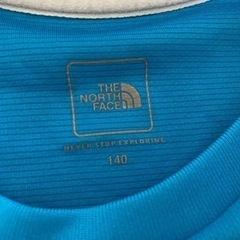 THE
NORTH
FACE
NEVER STOP EXPLORING
140